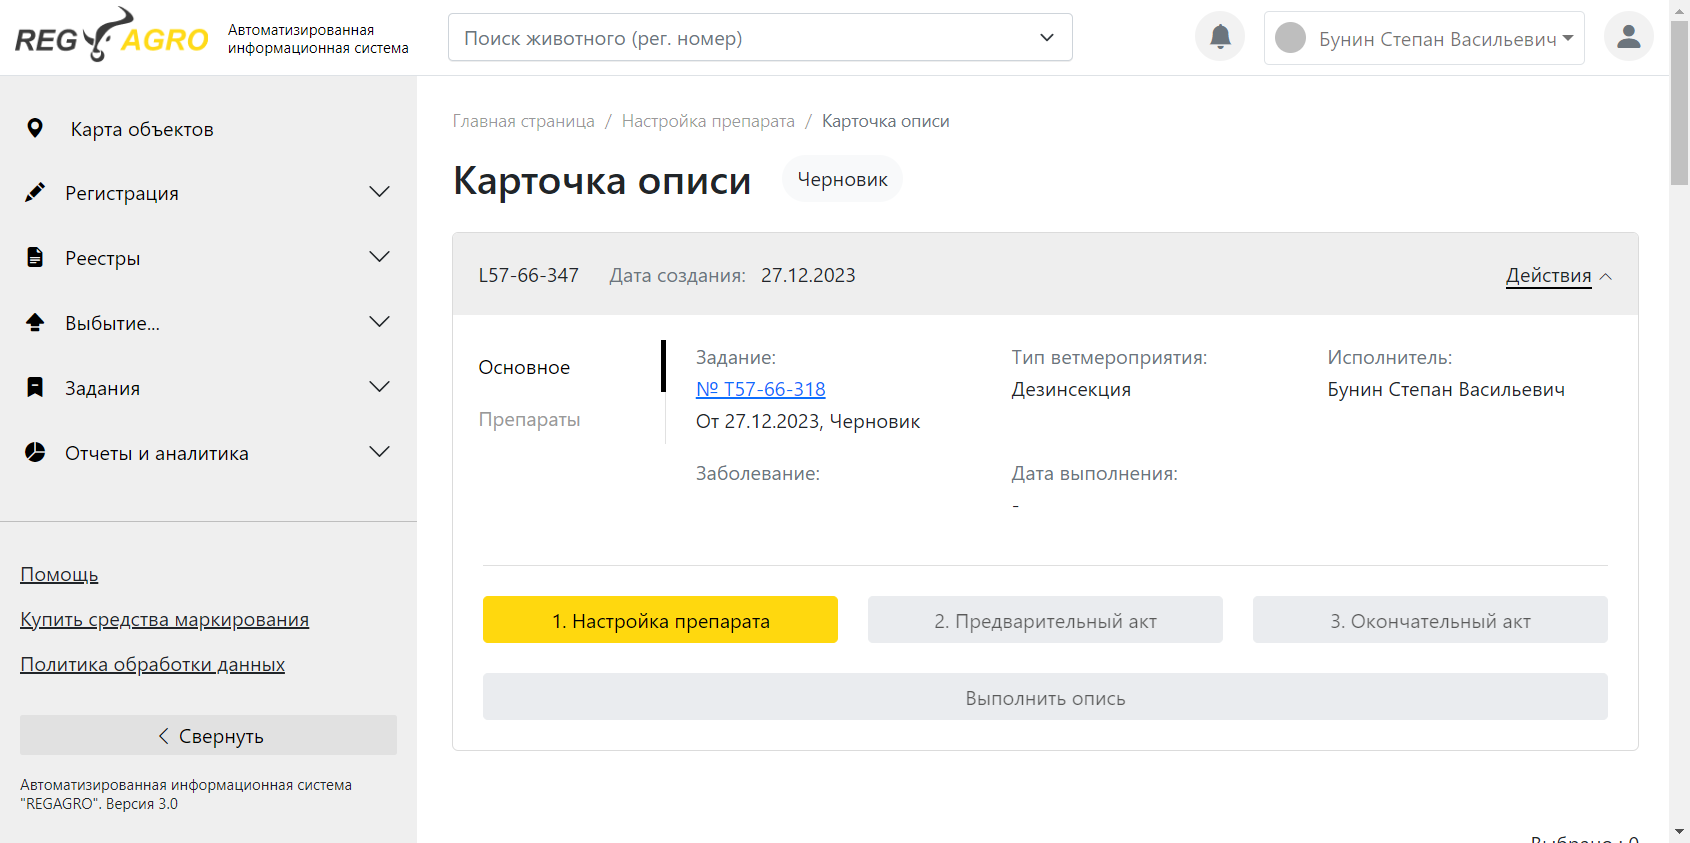 REG AGRO
Автоматизированная
информационная система
Поиск животного (рег. номер)
Бунин Степан Васильевич
Карта объектов
Регистрация
Реестры
Выбытие...
Задания
Отчеты и аналитика
Помощь
Купить средства маркирования
Политика обработки данных
Свернуть
Автоматизированная информационная система
"REGAGRO". Версия 3.0
Главная страница / Настройка препарата / Карточка описи
Карточка описи
Черновик
L57-66-347 Дата создания: 27.12.2023
Действия
Основное
Препараты
Задание:
№ T57-66-318
От 27.12.2023, Черновик
Тип ветмероприятия:
Дезинсекция
Исполнитель:
Бунин Степан Васильевич
Заболевание:
Дата выполнения:
-
1. Настройка препарата
2. Предварительный акт
3. Окончательный акт
Выполнить опись
Выбрано : 0